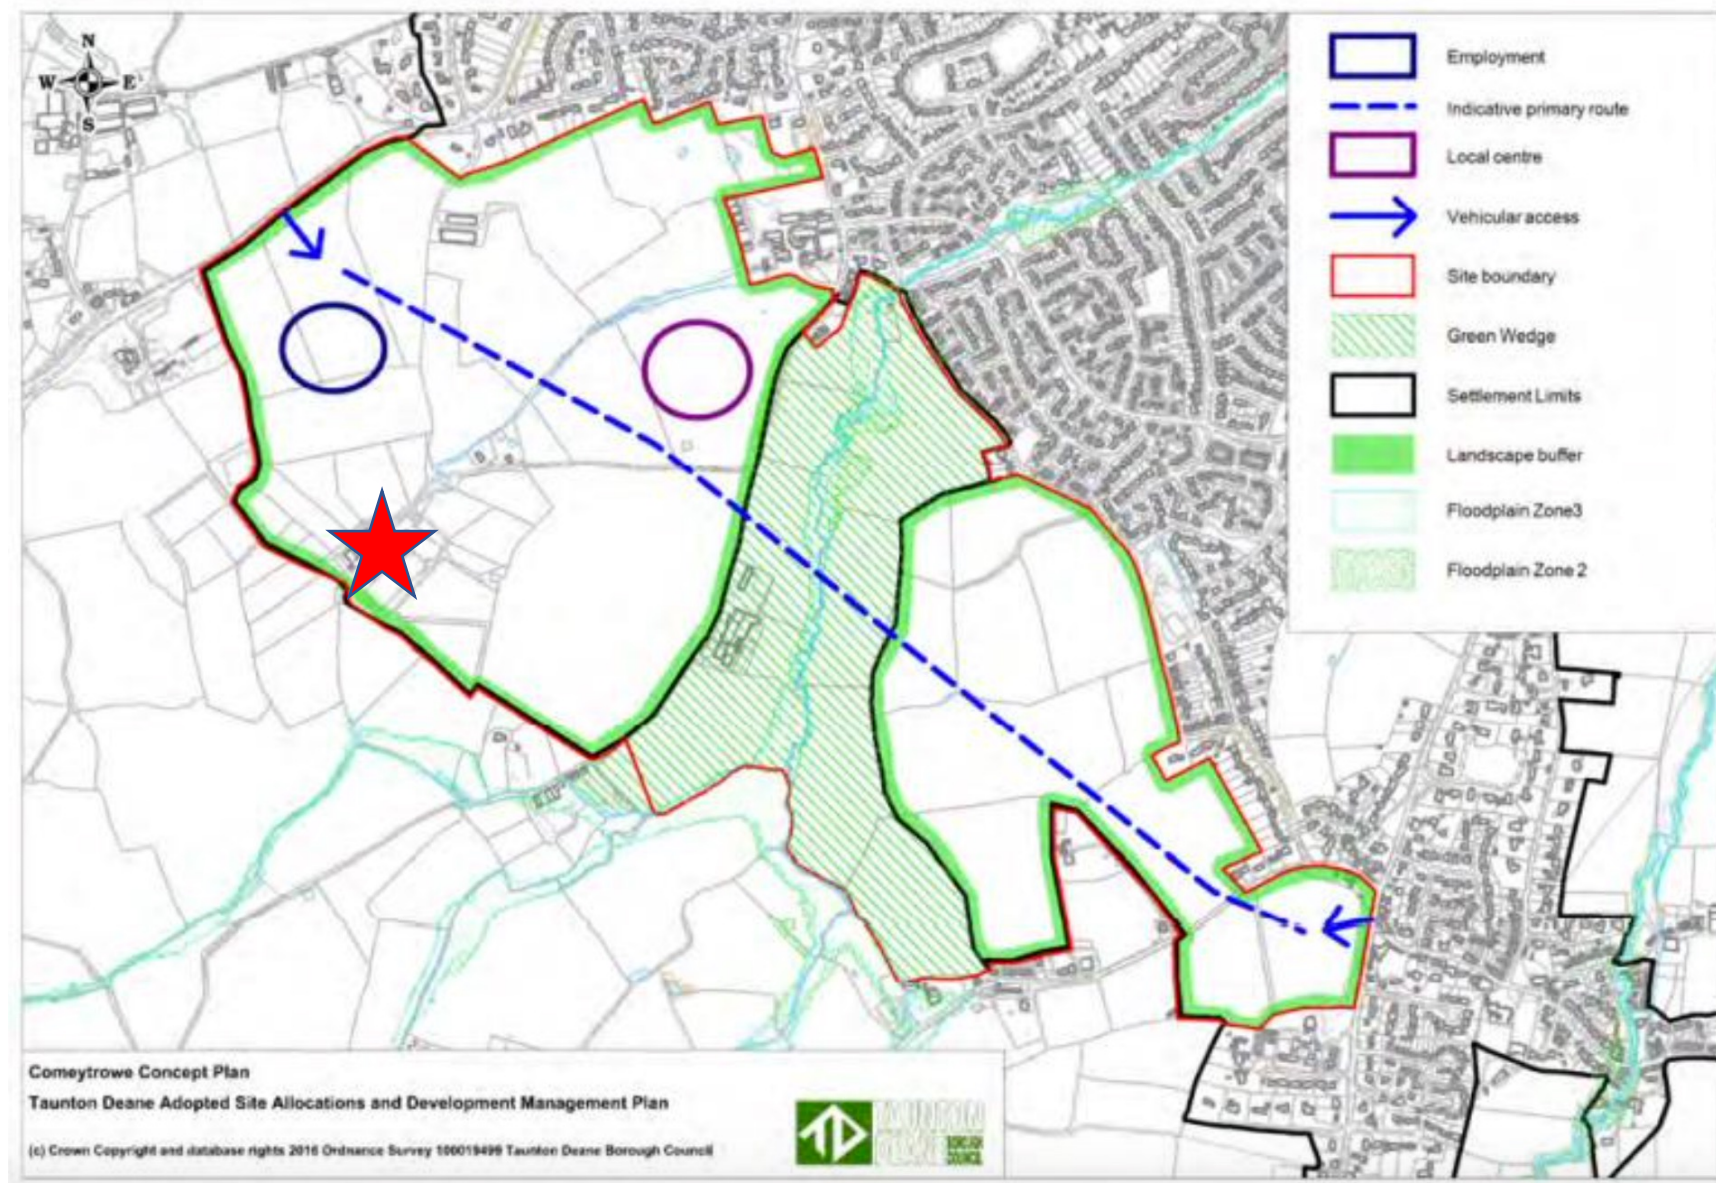 N
W E
S
Employment
Indicative primary route
Local centre
Vehicular access
Site boundary
Green Wedge
Settlement Limits
Landscape buffer
Floodplain Zone3
Floodplain Zone 2
Comeytrowe Concept Plan
Taunton Deane Adopted Site Allocations and Development Management Plan
(c) Crown Copyright and database rights 2016 Ordnance Survey 100019499 Taunton Deane Borough Council
TD
TAUNTON
DEANE BOROUGH
COUNCIL